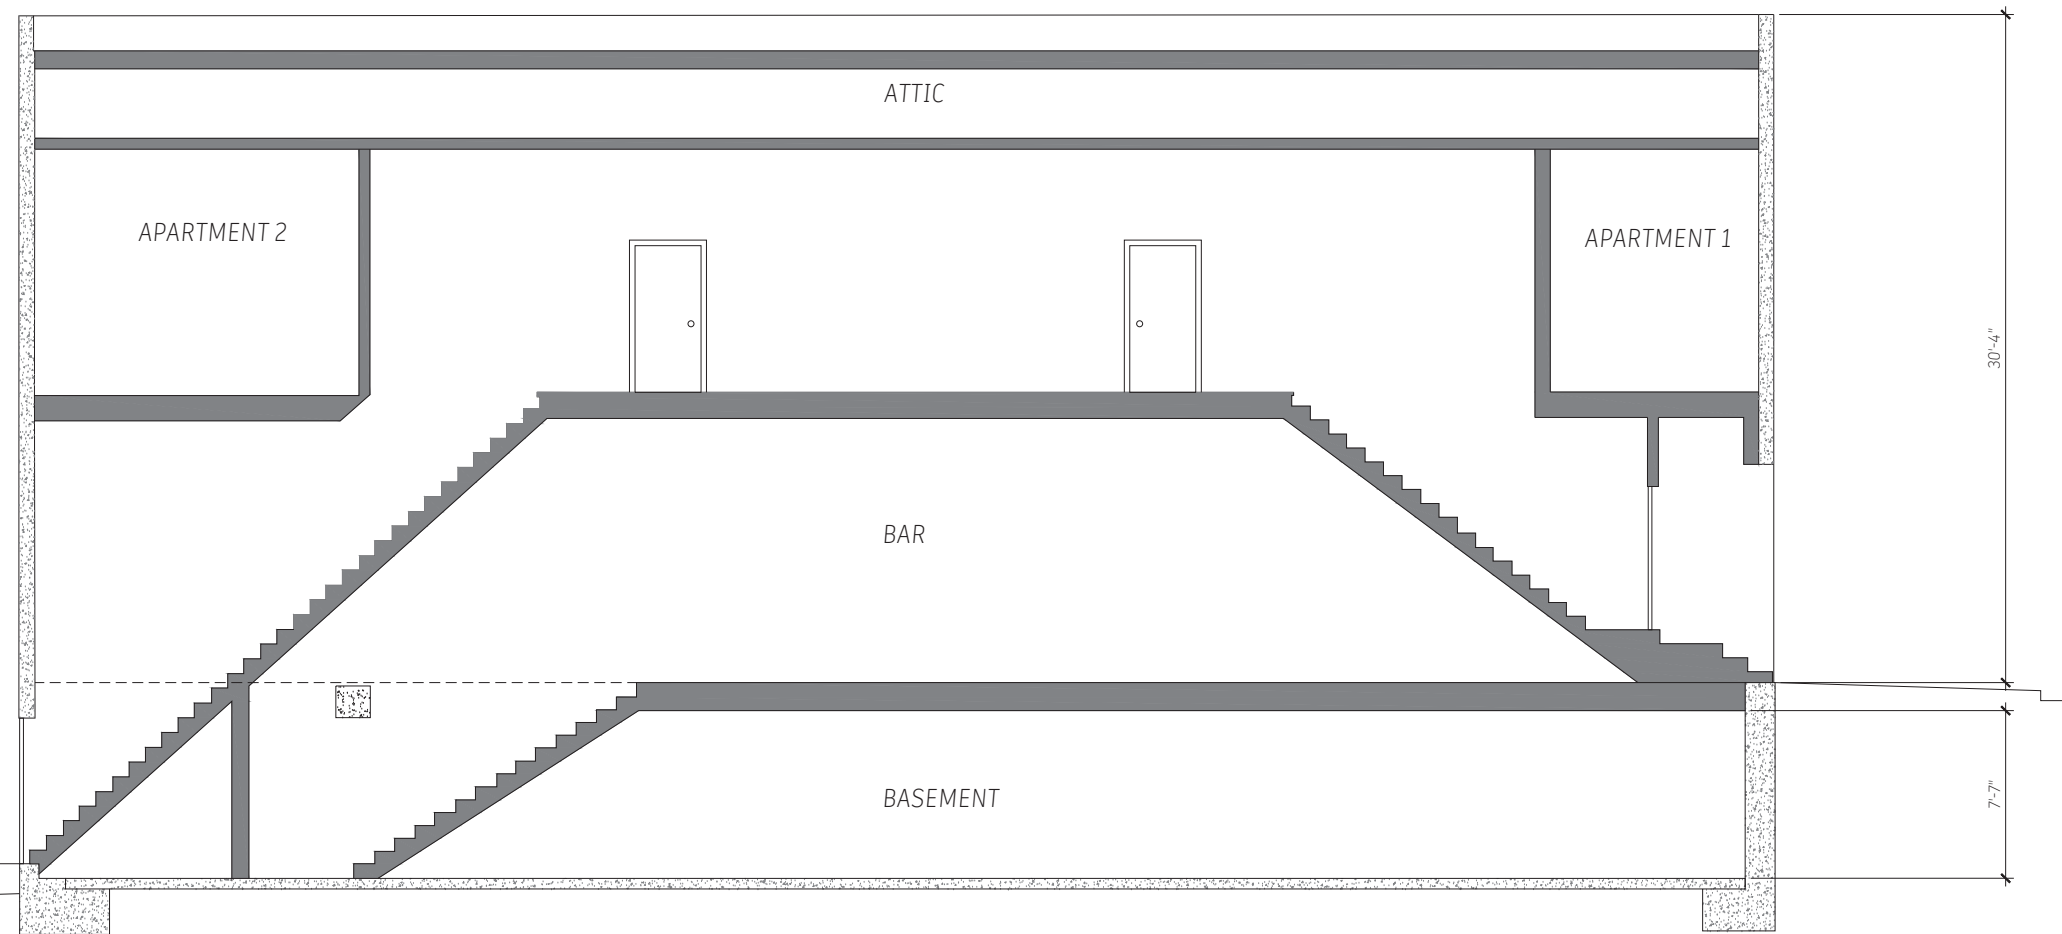 ATTIC
APARTMENT 2
APARTMENT 1
30'-4"
BAR
BASEMENT
7'-7"